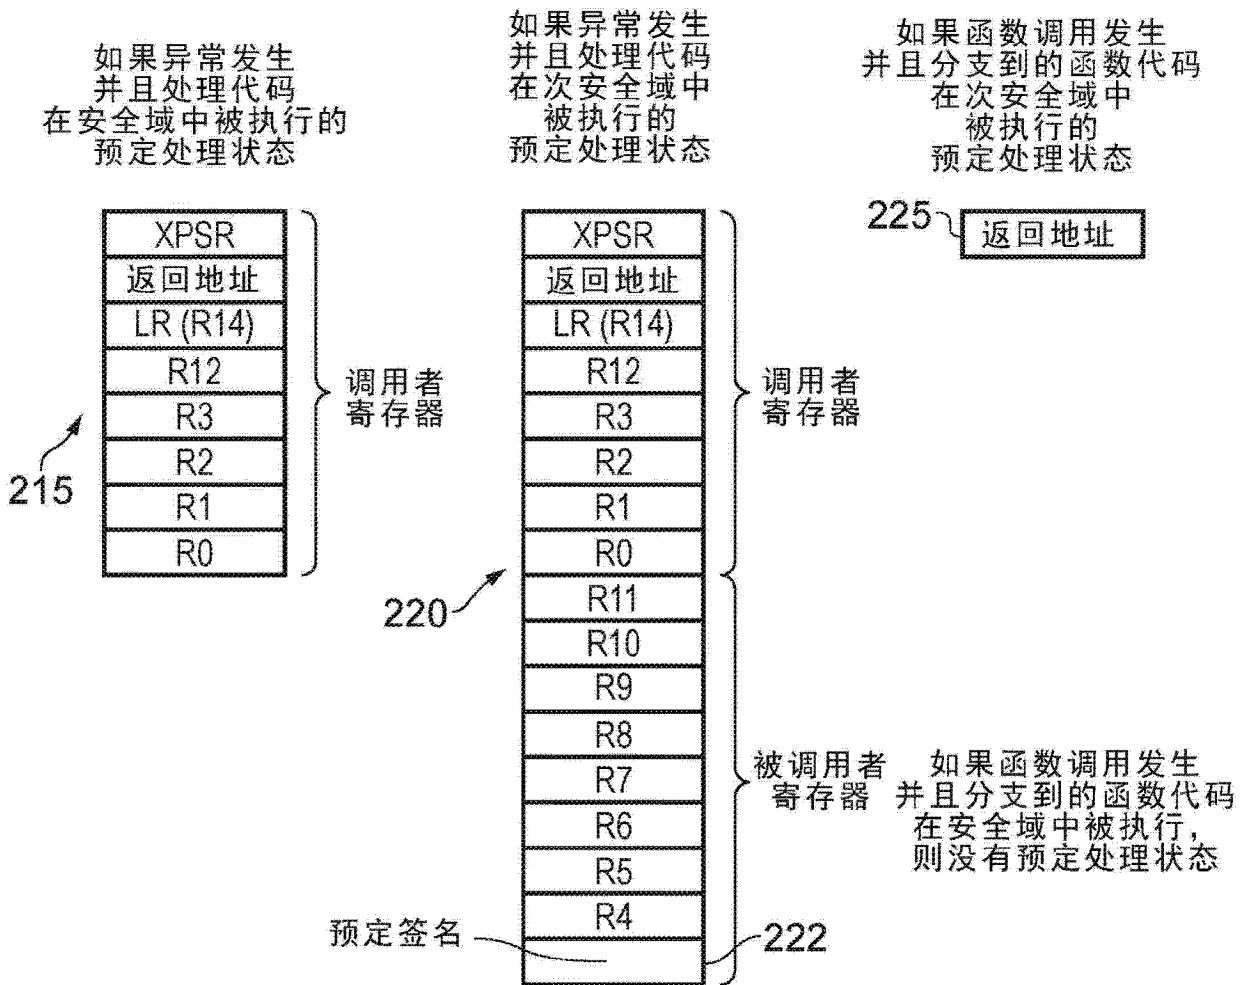 如果异常发生
并且处理代码
在安全域中被执行的
预定处理状态
XPSR
返回地址
LR (R14)
R12
R3
R2
R1
R0
调用者
寄存器
215
如果异常发生
并且处理代码
在次安全域中
被执行的
预定处理状态
XPSR
返回地址
LR (R14)
R12
R3
R2
R1
R0
R11
R10
R9
R8
R7
R6
R5
R4
调用者
寄存器
220
被调用者
寄存器
预定签名
222
如果函数调用发生
并且分支到的函数代码
在次安全域中
被执行的
预定处理状态
225
返回地址
如果函数调用发生
并且分支到的函数代码
在安全域中被执行，
则没有预定处理状态